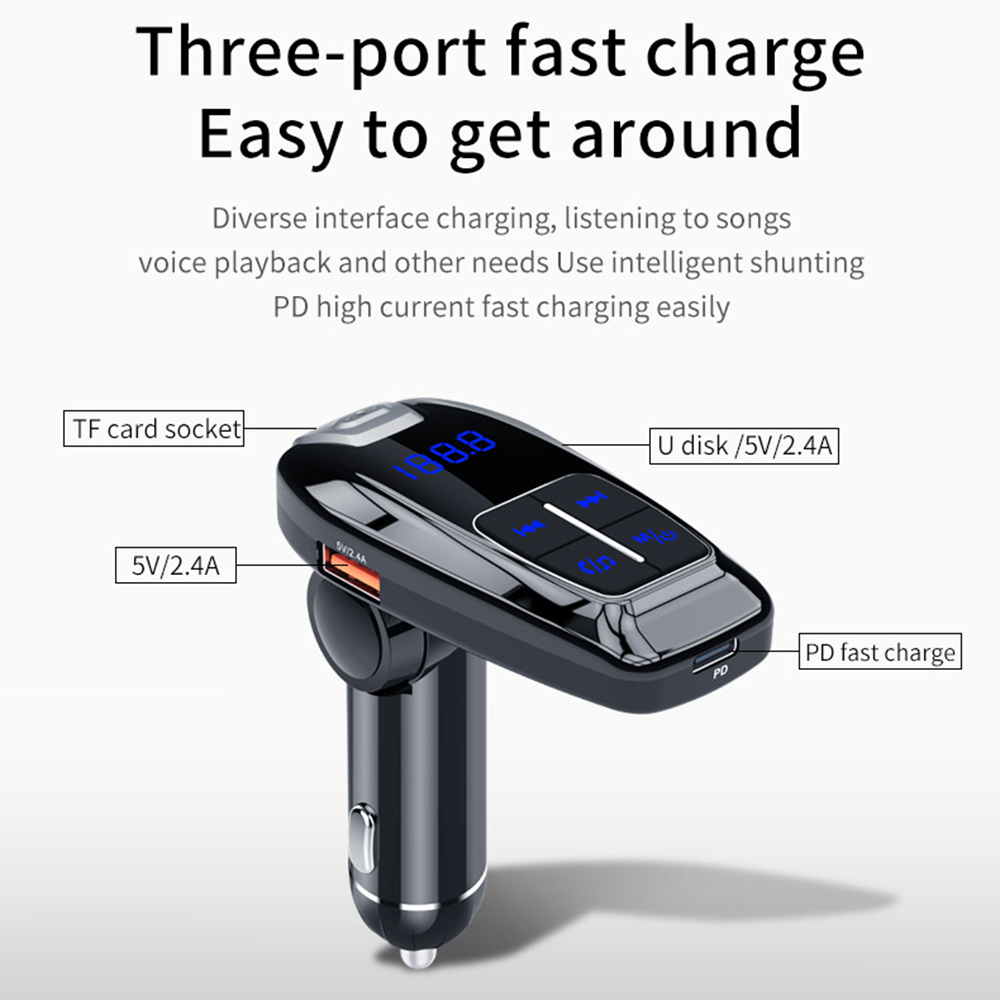 Three-port fast charge
Easy to get around
Diverse interface charging, listening to songs
voice playback and other needs Use intelligent shunting
PD high current fast charging easily
TF card socket
188.8
U disk /5V/2.4A
M/
5V/2.4A
5V/2.4A
PD fast charge
PD